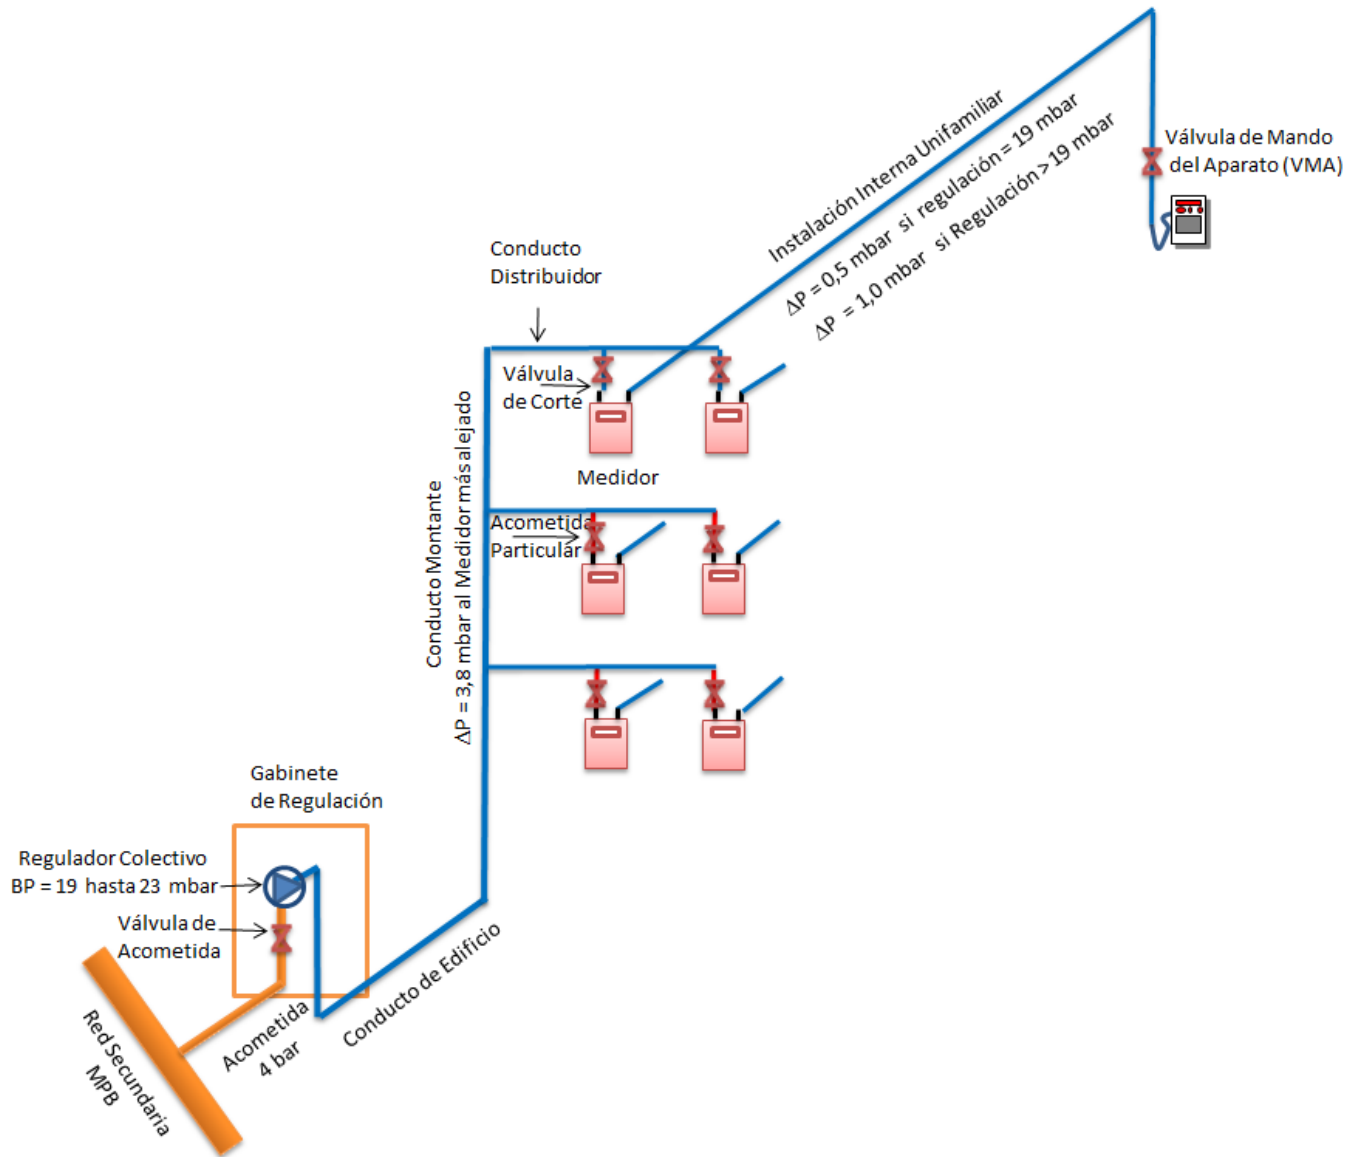 Instalación Interna Unifamiliar
ΔP = 0,5 mbar si regulación = 19 mbar
ΔP = 1,0 mbar si Regulación > 19 mbar
Válvula de Mando
del Aparato (VMA)
Conducto
Distribuidor
Válvula
de Corte
Medidor
Acometida
Particular
Conducto Montante
ΔP = 3,8 mbar al Medidor másalejado
Gabinete
de Regulación
Regulador Colectivo
BP = 19 hasta 23 mbar
Válvula de
Acometida
Conducto de Edificio
Acometida
4 bar
Red Secundaria
MPB